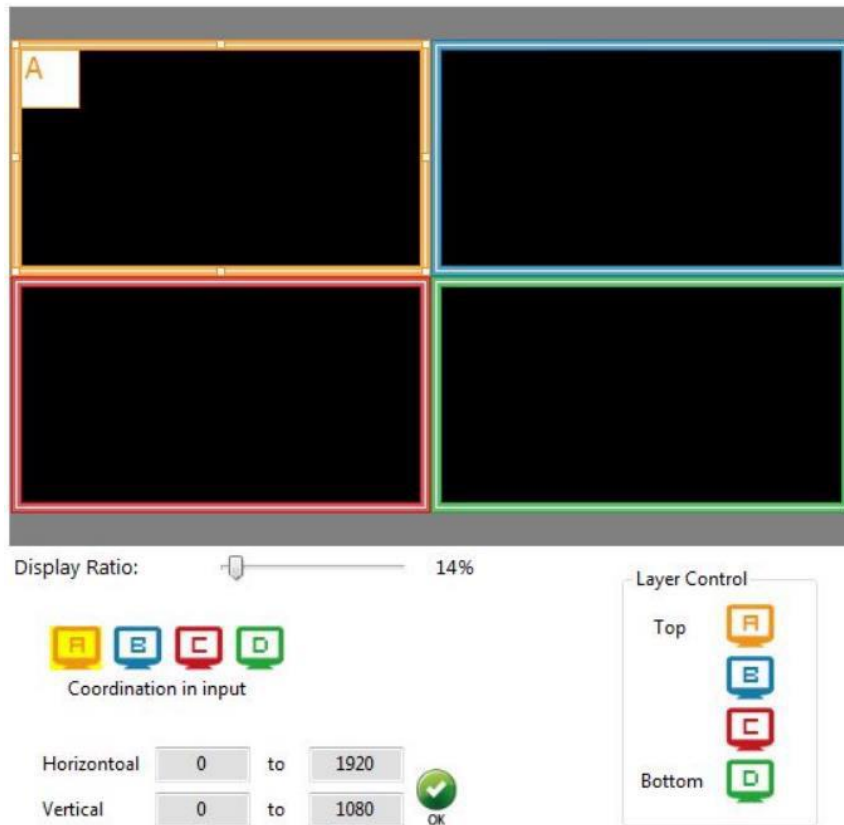 A
Display Ratio: 14%
Layer Control
Top A
A B C D
B
Coordination in input
C
Horizontoal 0 to 1920
Bottom D
Vertical 0 to 1080
OK